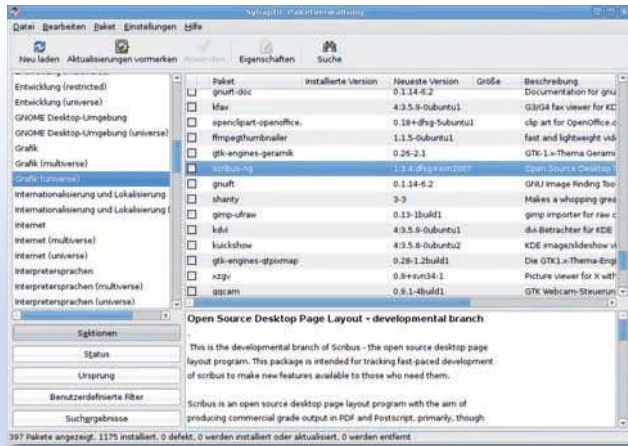 Synaptic Paketverwaltung
Datei Bearbeiten Paket Einstellungen Hilfe
Neu laden Aktualisierungen vormerken Anwenden Eigenschaften Suche
Paket Installierte Version Neueste Version Größe Beschreibung
Entwicklung (restricted)
Entwicklung (universe)
GNOME Desktop-Umgebung
GNOME Desktop-Umgebung (universe)
Grafik
Grafik (multiverse)
Grafik (universe)
Internationalisierung und Lokalisierung
Internationalisierung und Lokalisierung (
Internet
Internet (multiverse)
Internet (universe)
Interpretersprachen
Interpretersprachen (multiverse)
Interpretersprachen (universe)
gnuift-doc 0.1.14-6.2 Documentation for gnu
kfax 4:3.5.9-0ubuntu1 G3/G4 fax viewer for KD
openclipart-openoffice. 0.18+dfsg-5ubuntu1 clip art for OpenOffice.o
ffmpegthumbnailer 1.1.5-0ubuntu1 fast and lightweight vid
gtk-engines-geramik 0.26-2.1 GTK-1.x-Thema Gerami
scribus-ng Open Source Desktop
gnuift 0.1.14-6.2 GNU Image Finding Too
shanty 3-3 Makes a whopping grea
gimp-ufraw 0.13-1build1 gimp importer for raw c
kdvi 4:3.5.9-0ubuntu1 dvi-Betrachter für KDE
kuickshow 4:3.5.8-0ubuntu2 KDE image/slideshow vi
gtk-engines-qtpixmap 0.28-1.2build1 Die GTK1.x-Thema-Engi
xzgv 0.9+svn34-1 Picture viewer for X with
gqcam 0.9.1-4build1 GTK Webcam-Steuerun
Sektionen
Status
Ursprung
Benutzerdefinierte Filter
Suchergebnisse
Open Source Desktop Page Layout - developmental branch
.
This is the developmental branch of Scribus - the open source desktop page
layout program. This package is intended for tracking fast-paced development
of scribus to make new features available to those who need them.
Scribus is an open source desktop page layout program with the aim of
producing commercial grade output in PDF and Postscript, primarily, though
397 Pakete angezeigt, 1175 installiert, 0 defekt, 0 werden installiert oder aktualisiert, 0 werden entfernt